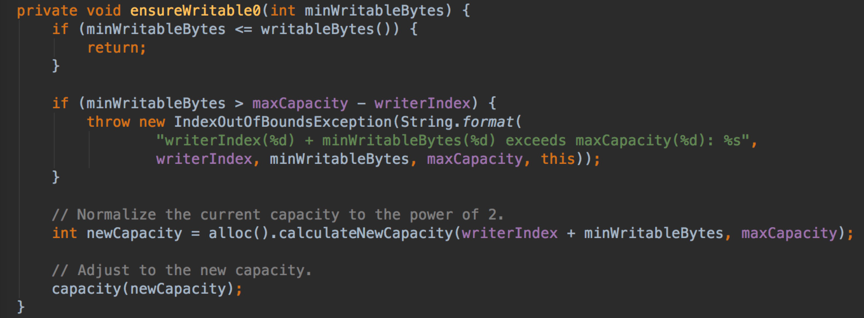 private void ensureWritable0(int minWritableBytes) {
    if (minWritableBytes <= writableBytes()) {
        return;
    }

    if (minWritableBytes > maxCapacity - writerIndex) {
        throw new IndexOutOfBoundsException(String.format(
                "writerIndex(%d) + minWritableBytes(%d) exceeds maxCapacity(%d): %s",
                writerIndex, minWritableBytes, maxCapacity, this));
    }

    // Normalize the current capacity to the power of 2.
    int newCapacity = alloc().calculateNewCapacity(writerIndex + minWritableBytes, maxCapacity);

    // Adjust to the new capacity.
    capacity(newCapacity);
}